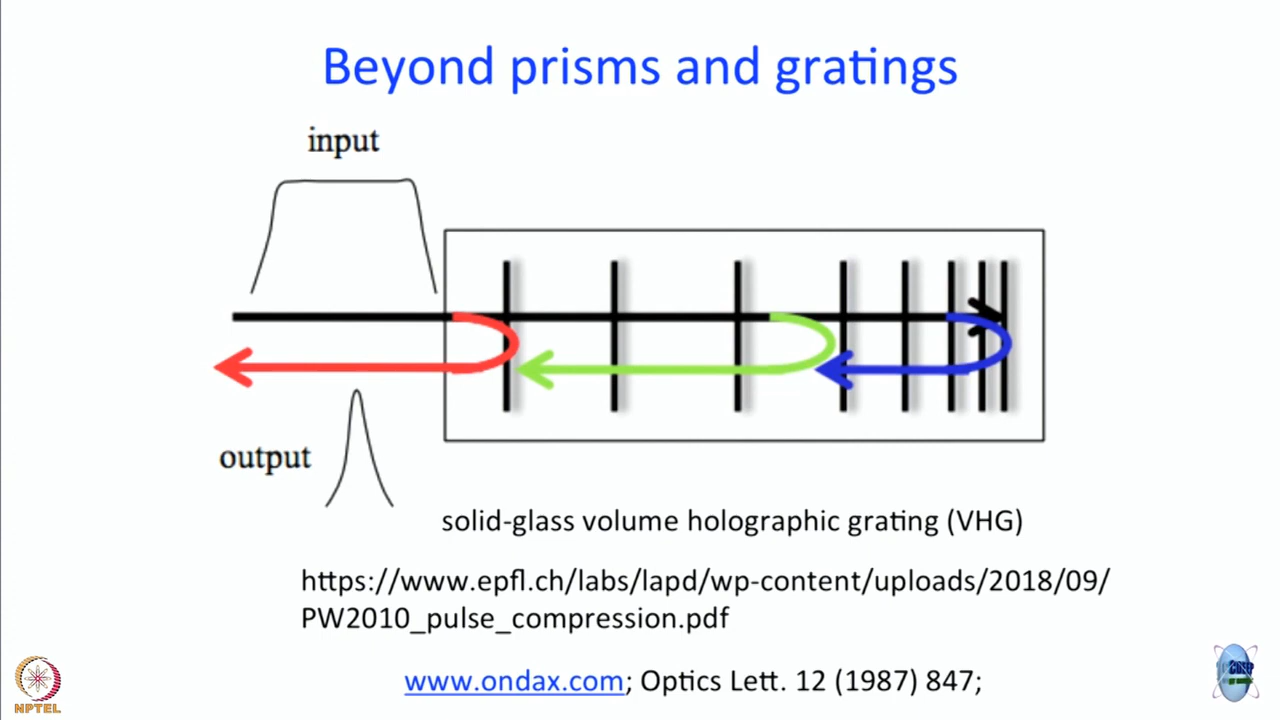 Beyond prisms and gratings
input
output
solid-glass volume holographic grating (VHG)
https://www.epfl.ch/labs/lapd/wp-content/uploads/2018/09/
PW2010_pulse_compression.pdf
www.ondax.com; Optics Lett. 12 (1987) 847;
NPTEL